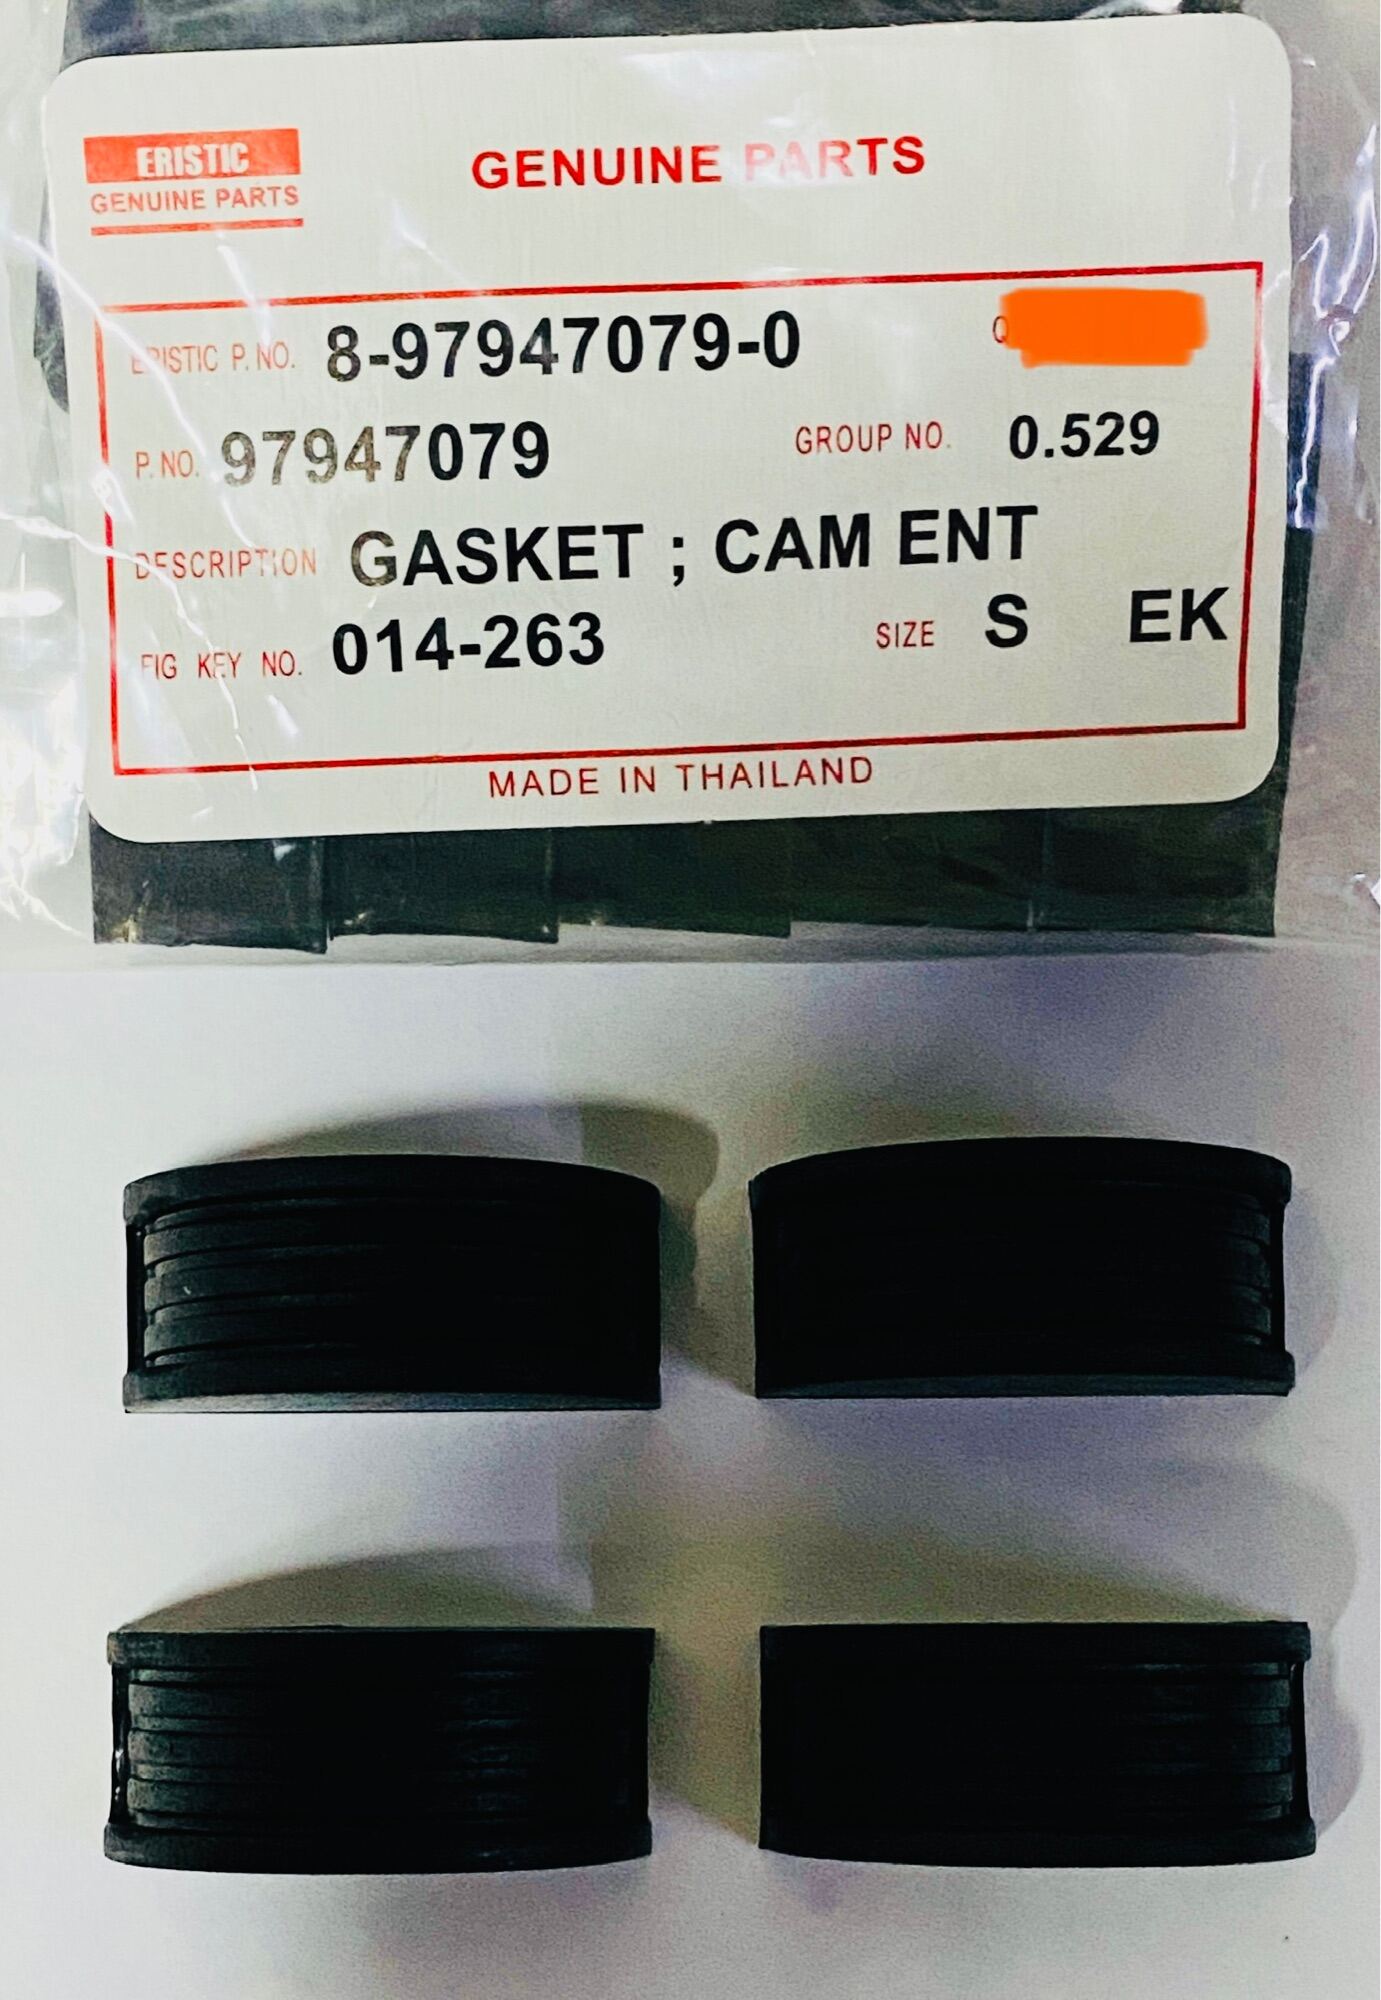 ERISTIC
GENUINE PARTS
GENUINE PARTS
ERISTIC P. NO. 8-97947079-0 Q
P. NO. 97947079 GROUP NO. 0.529
DESCRIPTION GASKET ; CAM ENT
FIG KEY NO. 014-263 SIZE S EK
MADE IN THAILAND